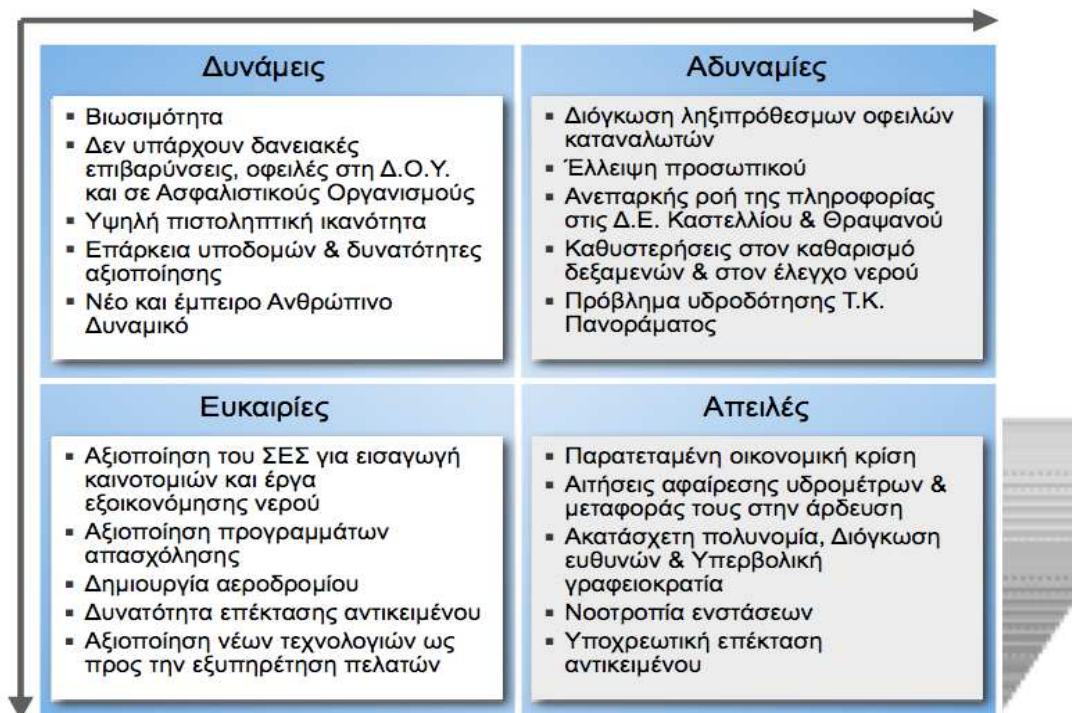 Δυνάμεις
▪ Βιωσιμότητα
▪ Δεν υπάρχουν δανειακές
επιβαρύνσεις, οφειλές στη Δ.Ο.Υ.
και σε Ασφαλιστικούς Οργανισμούς
▪ Υψηλή πιστοληπτική ικανότητα
▪ Επάρκεια υποδομών & δυνατότητες
αξιοποίησης
▪ Νέο και έμπειρο Ανθρώπινο
Δυναμικό
Αδυναμίες
▪ Διόγκωση ληξιπρόθεσμων οφειλών
καταναλωτών
▪ Έλλειψη προσωπικού
▪ Ανεπαρκής ροή της πληροφορίας
στις Δ.Ε. Καστελλίου & Θραψανού
▪ Καθυστερήσεις στον καθαρισμό
δεξαμενών & στον έλεγχο νερού
▪ Πρόβλημα υδροδότησης Τ.Κ.
Πανοράματος
Ευκαιρίες
▪ Αξιοποίηση του ΣΕΣ για εισαγωγή
καινοτομιών και έργα
εξοικονόμησης νερού
▪ Αξιοποίηση προγραμμάτων
απασχόλησης
▪ Δημιουργία αεροδρομίου
▪ Δυνατότητα επέκτασης αντικειμένου
▪ Αξιοποίηση νέων τεχνολογιών ως
προς την εξυπηρέτηση πελατών
Απειλές
▪ Παρατεταμένη οικονομική κρίση
▪ Αιτήσεις αφαίρεσης υδρομέτρων &
μεταφοράς τους στην άρδευση
▪ Ακατάσχετη πολυνομία, Διόγκωση
ευθυνών & Υπερβολική
γραφειοκρατία
▪ Νοοτροπία ενστάσεων
▪ Υποχρεωτική επέκταση
αντικειμένου